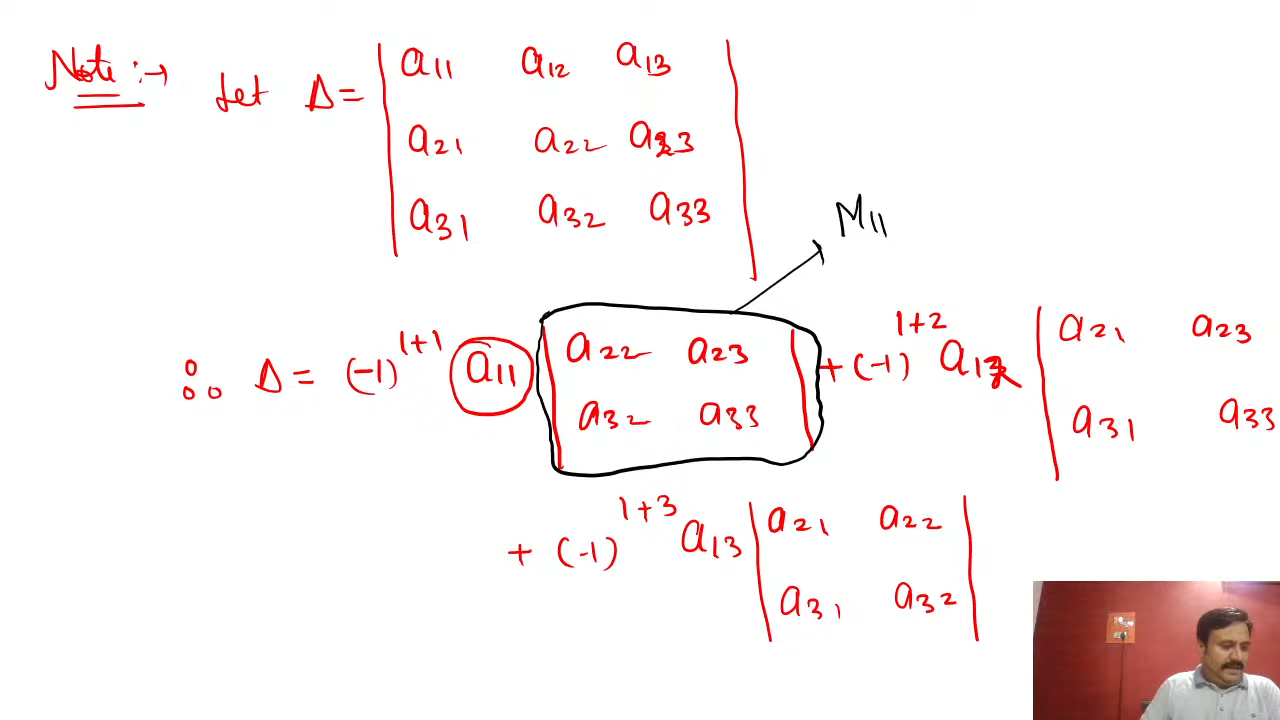 Note :→ Let Δ = | a11 a12 a13 |
| a21 a22 a23 |
| a31 a32 a33 |
M11
∴ Δ = (-1)^1+1 a11 | a22 a23 | + (-1)^1+2 a12 | a21 a23
| a32 a33 | | a31 a33
+ (-1)^1+3 a13 | a21 a22 |
| a31 a32 |